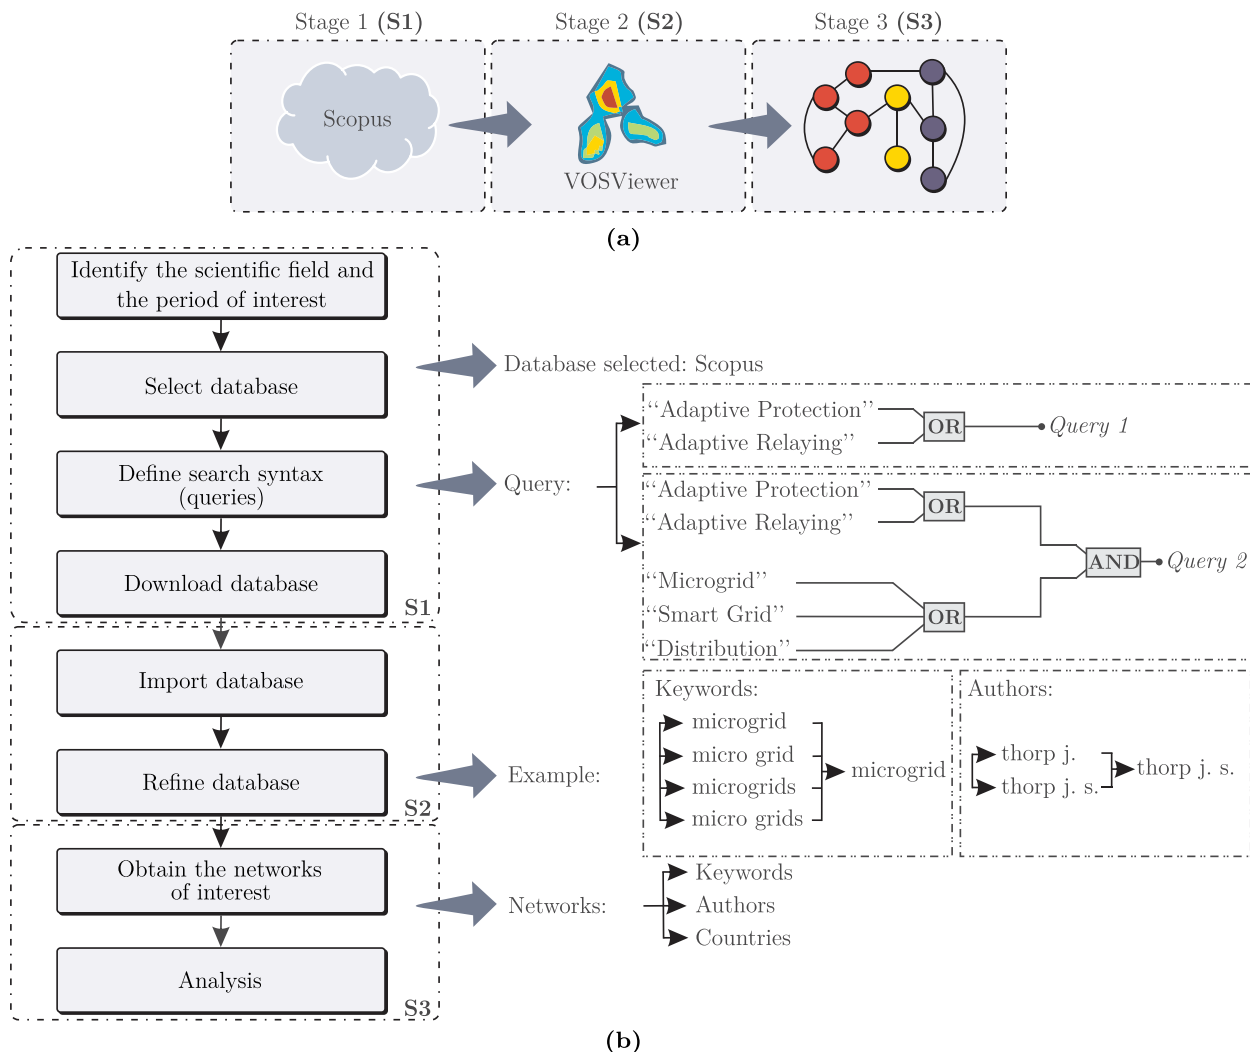 Stage 1 (S1)
Stage 2 (S2)
Stage 3 (S3)
Scopus
VOSViewer
(a)
Identify the scientific field and
the period of interest
Select database
Define search syntax
(queries)
Download database
S1
Import database
Refine database
S2
Obtain the networks
of interest
Analysis
S3
Database selected: Scopus
Query:
“Adaptive Protection”
“Adaptive Relaying”
OR
Query 1
“Adaptive Protection”
“Adaptive Relaying”
OR
“Microgrid”
“Smart Grid”
“Distribution”
OR
AND
Query 2
Example:
Keywords:
microgrid
micro grid
microgrids
micro grids
microgrid
Authors:
thorp j.
thorp j. s.
thorp j. s.
Networks:
Keywords
Authors
Countries
(b)